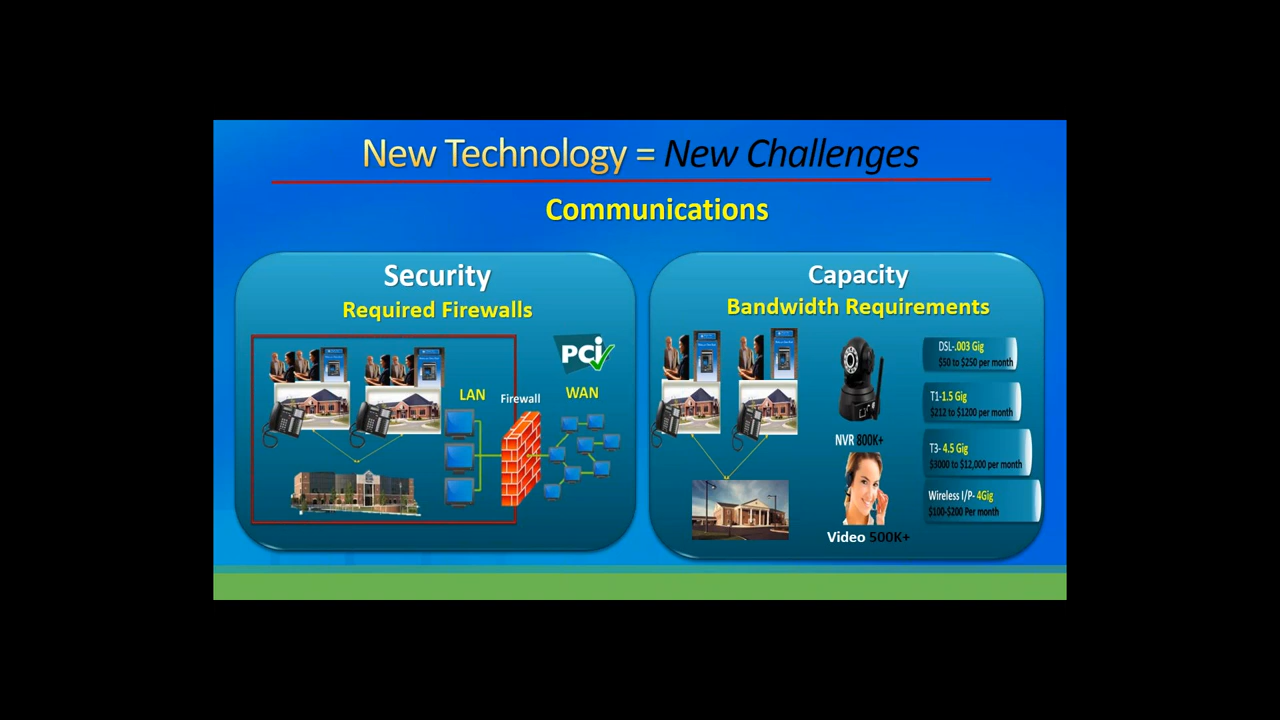 New Technology = New Challenges
Communications
Security
Required Firewalls
PCi
LAN
Firewall
WAN
Capacity
Bandwidth Requirements
NVR 800K+
Video 500K+
DSL-.003 Gig
$50 to $250 per month
T1-1.5 Gig
$212 to $1200 per month
T3- 4.5 Gig
$3000 to $12,000 per month
Wireless I/P- 4Gig
$100-$200 Per month